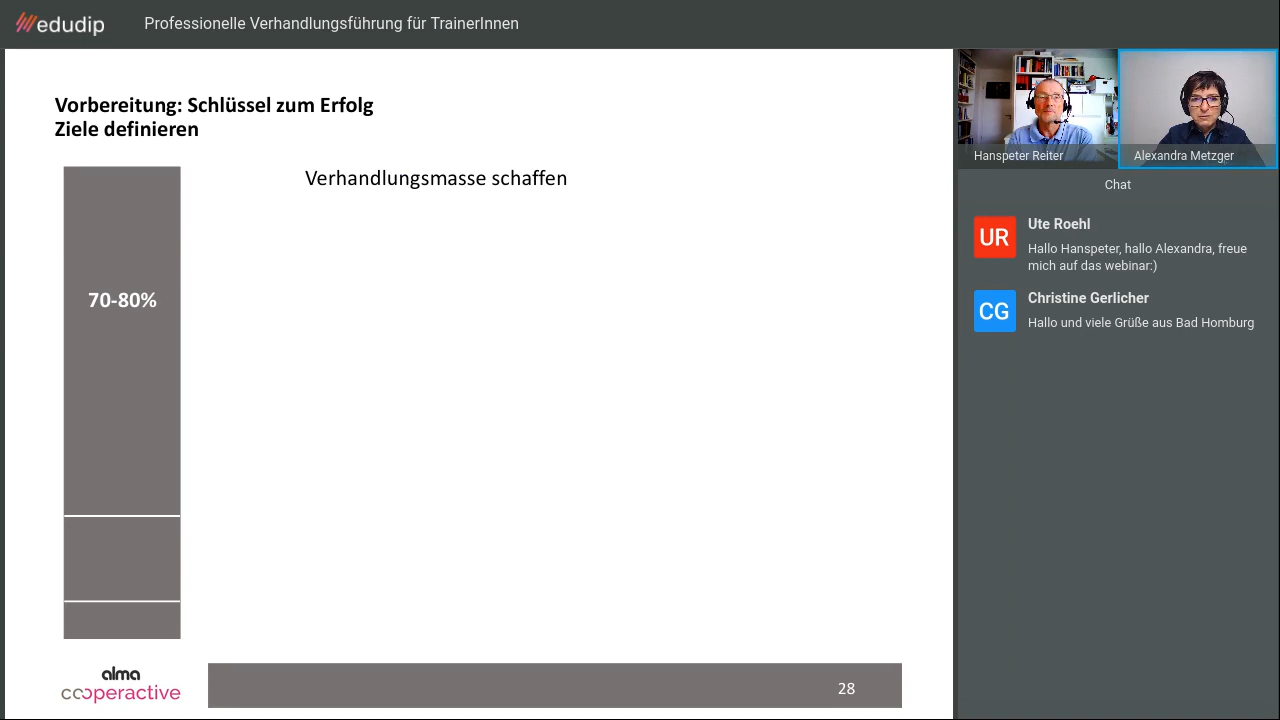 edudip
Professionelle Verhandlungsführung für TrainerInnen
Vorbereitung: Schlüssel zum Erfolg
Ziele definieren
Verhandlungsmasse schaffen
70-80%
alma
cooperactive
28
Hanspeter Reiter
Alexandra Metzger
Chat
UR
Ute Roehl
Hallo Hanspeter, hallo Alexandra, freue
mich auf das webinar:)
CG
Christine Gerlicher
Hallo und viele Grüße aus Bad Homburg